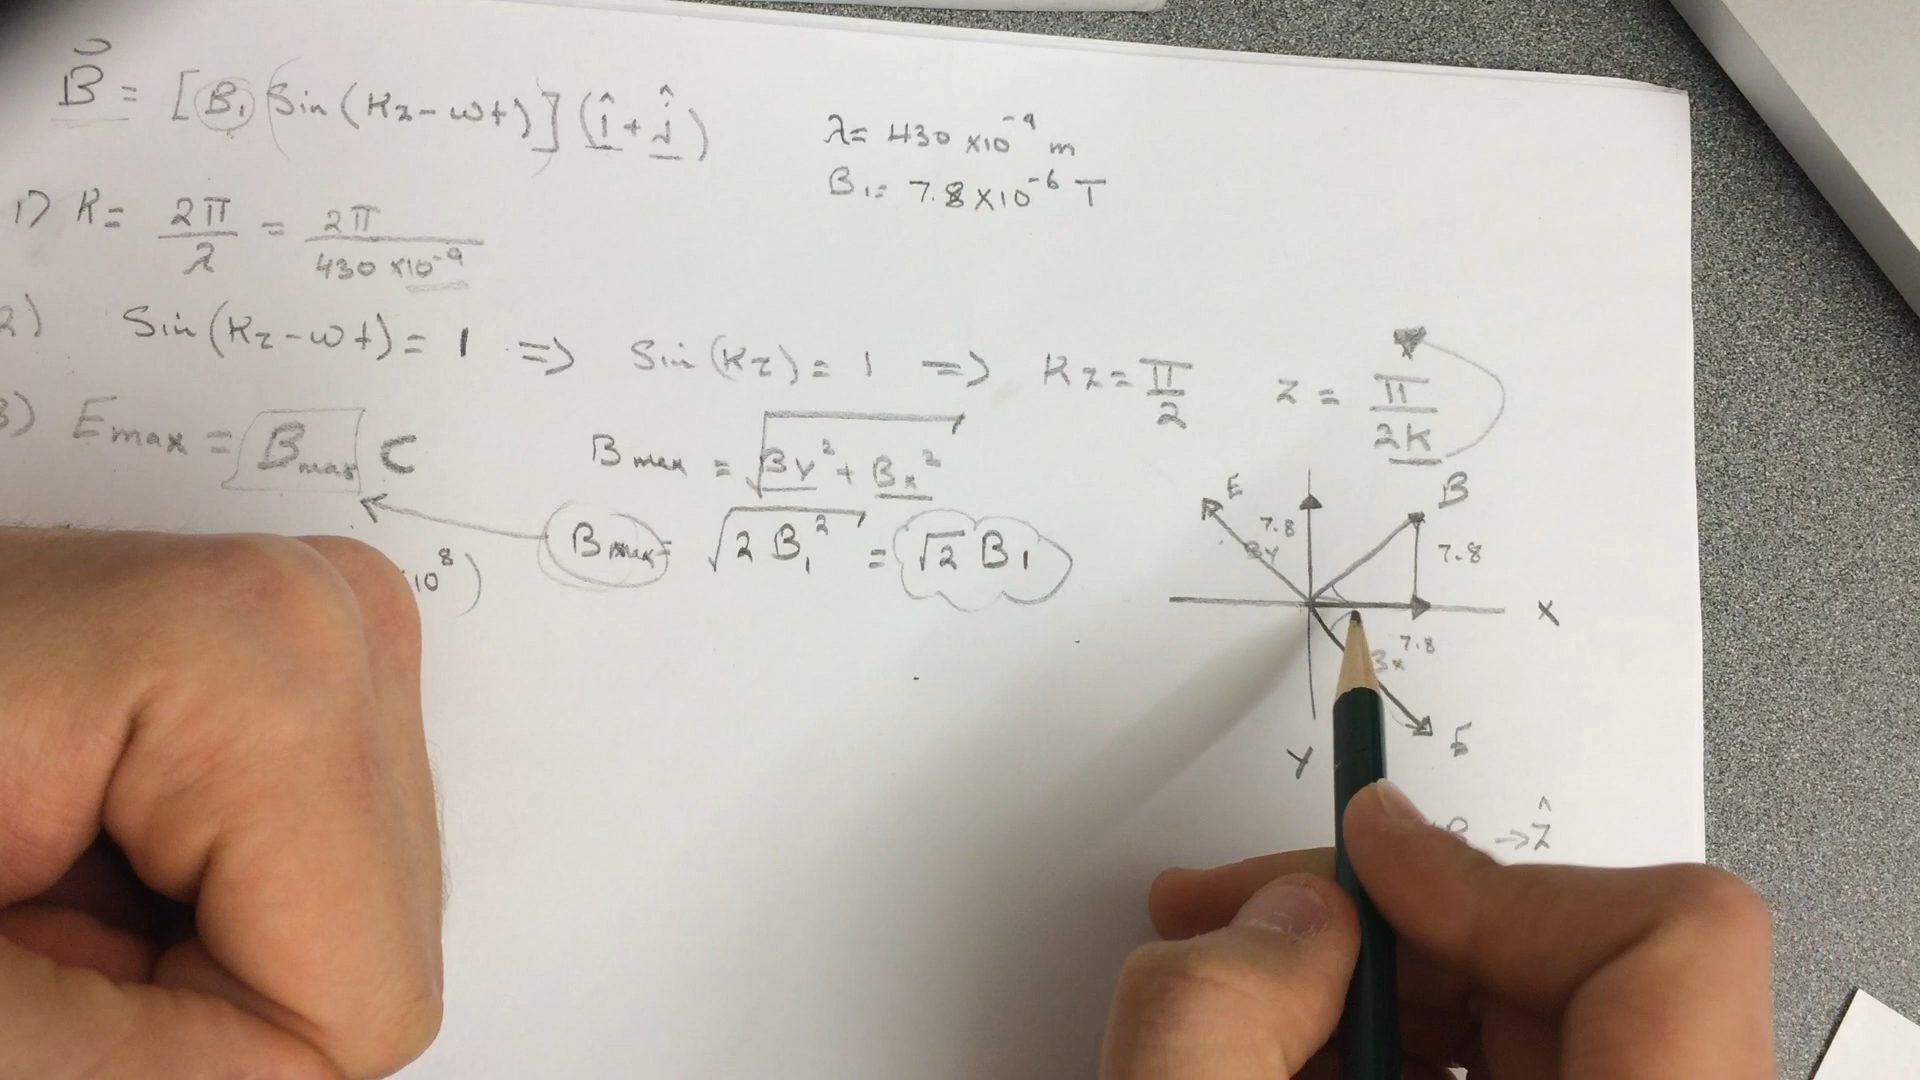 B⃗ = [B₁ Sin(Kz-ωt)](î+ĵ)
λ= 430 ×10⁻⁹ m
B₁= 7.8×10⁻⁶ T
1) K= 2π/λ = 2π/430×10⁻⁹
2) Sin(Kz-ωt)= 1 => Sin(Kz)= 1 => Kz=π/2 z = π/2K
3) Emax = Bmax C Bmax = √By²+Bx²
10⁸) Bmax= √2B₁² = √2 B₁
E B
7.8 7.8
By
X
7.8
Bx
E
Y
→ẑ